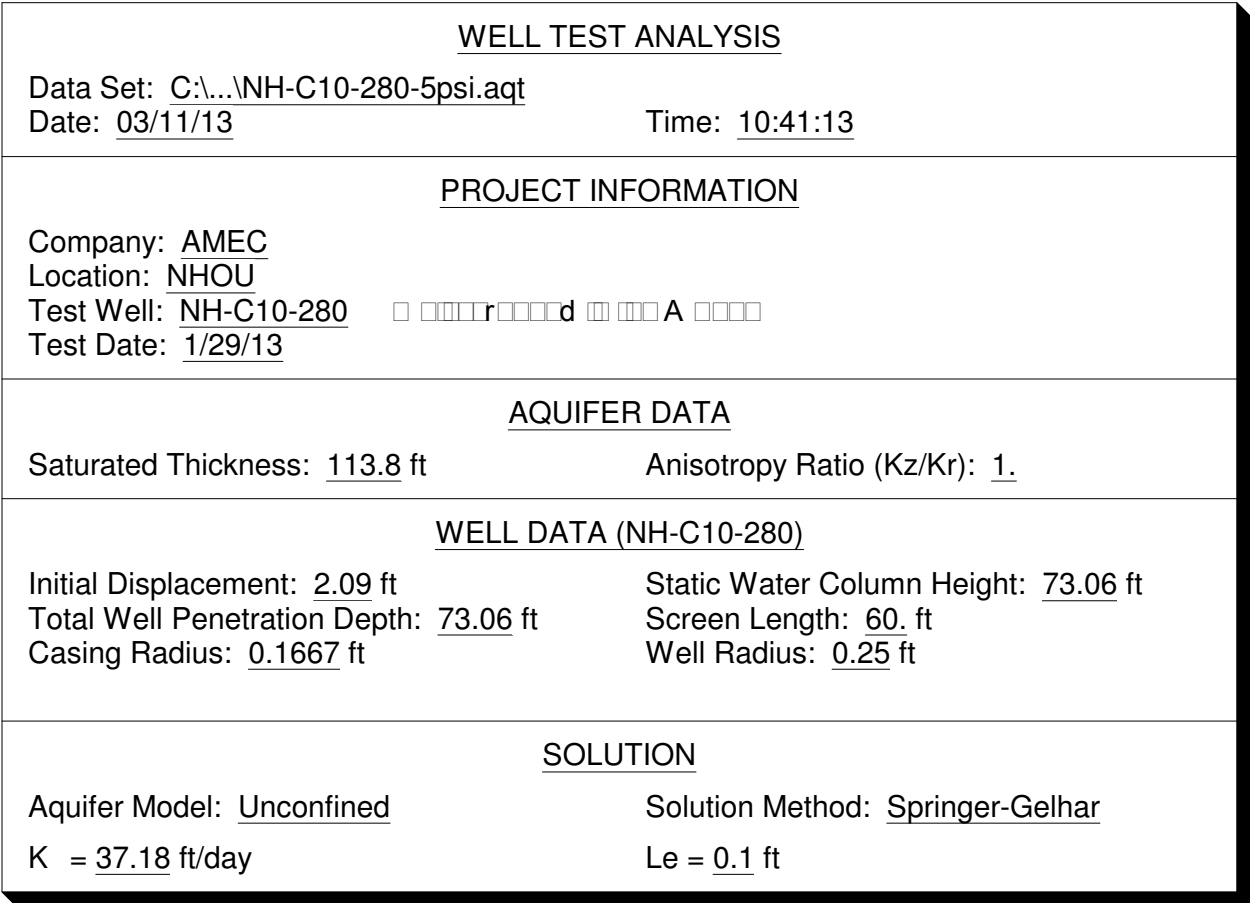 WELL TEST ANALYSIS
Data Set: C:\...\NH-C10-280-5psi.aqt
Date: 03/11/13 Time: 10:41:13
PROJECT INFORMATION
Company: AMEC
Location: NHOU
Test Well: NH-C10-280
Test Date: 1/29/13
AQUIFER DATA
Saturated Thickness: 113.8 ft Anisotropy Ratio (Kz/Kr): 1.
WELL DATA (NH-C10-280)
Initial Displacement: 2.09 ft Static Water Column Height: 73.06 ft
Total Well Penetration Depth: 73.06 ft Screen Length: 60. ft
Casing Radius: 0.1667 ft Well Radius: 0.25 ft
SOLUTION
Aquifer Model: Unconfined Solution Method: Springer-Gelhar
K = 37.18 ft/day Le = 0.1 ft